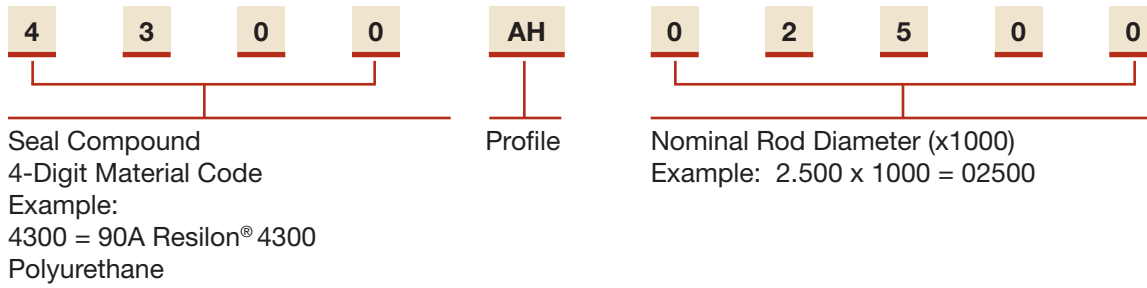 4 3 0 0 AH 0 2 5 0 0
Seal Compound
4-Digit Material Code
Example:
4300 = 90A Resilon® 4300
Polyurethane
Profile
Nominal Rod Diameter (x1000)
Example: 2.500 x 1000 = 02500